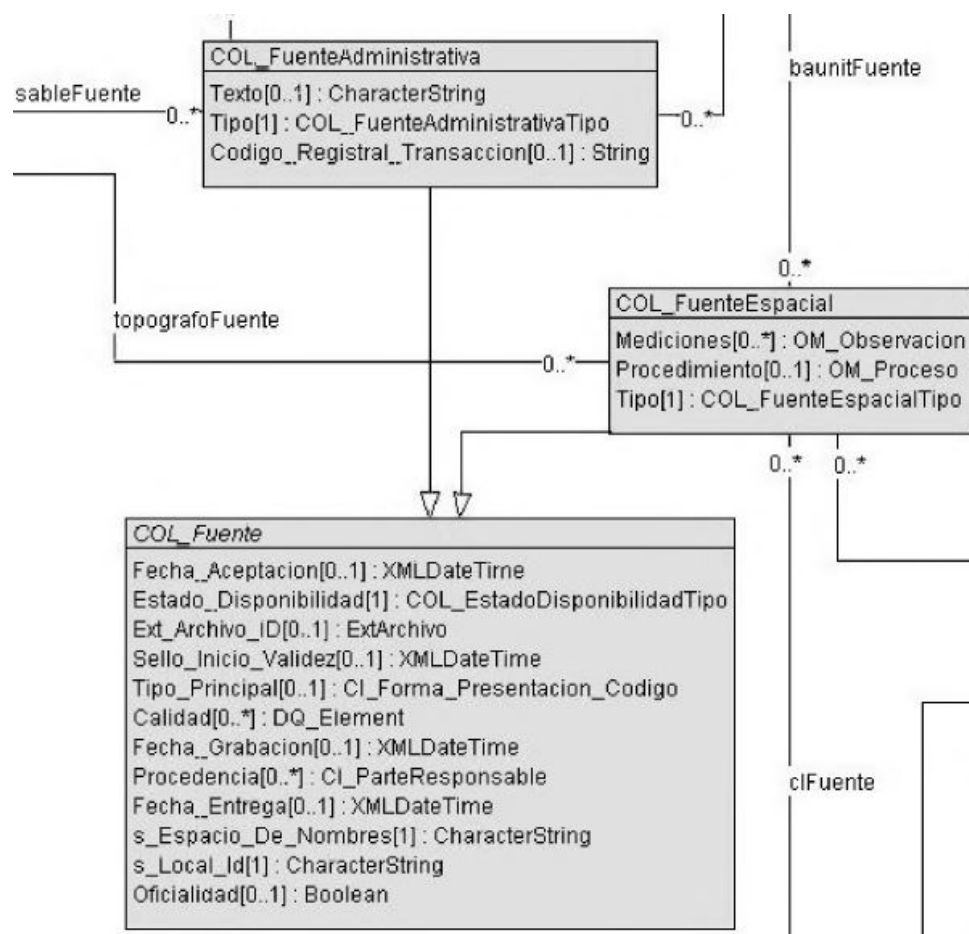 COL_FuenteAdministrativa
Texto[0..1] : CharacterString
Tipo[1] : COL_FuenteAdministrativaTipo
Codigo_Registral_Transaccion[0..1] : String
sableFuente
0..*
0..*
baunitFuente
0..*
topografoFuente
0..*
COL_FuenteEspacial
Mediciones[0..*] : OM_Observacion
Procedimiento[0..1] : OM_Proceso
Tipo[1] : COL_FuenteEspacialTipo
0..*
0..*
COL_Fuente
Fecha_Aceptacion[0..1] : XMLDateTime
Estado_Disponibilidad[1] : COL_EstadoDisponibilidadTipo
Ext_Archivo_ID[0..1] : ExtArchivo
Sello_Inicio_Validez[0..1] : XMLDateTime
Tipo_Principal[0..1] : CI_Forma_Presentacion_Codigo
Calidad[0..*] : DQ_Element
Fecha_Grabacion[0..1] : XMLDateTime
Procedencia[0..*] : CI_ParteResponsable
Fecha_Entrega[0..1] : XMLDateTime
s_Espacio_De_Nombres[1] : CharacterString
s_Local_Id[1] : CharacterString
Oficialidad[0..1] : Boolean
clFuente